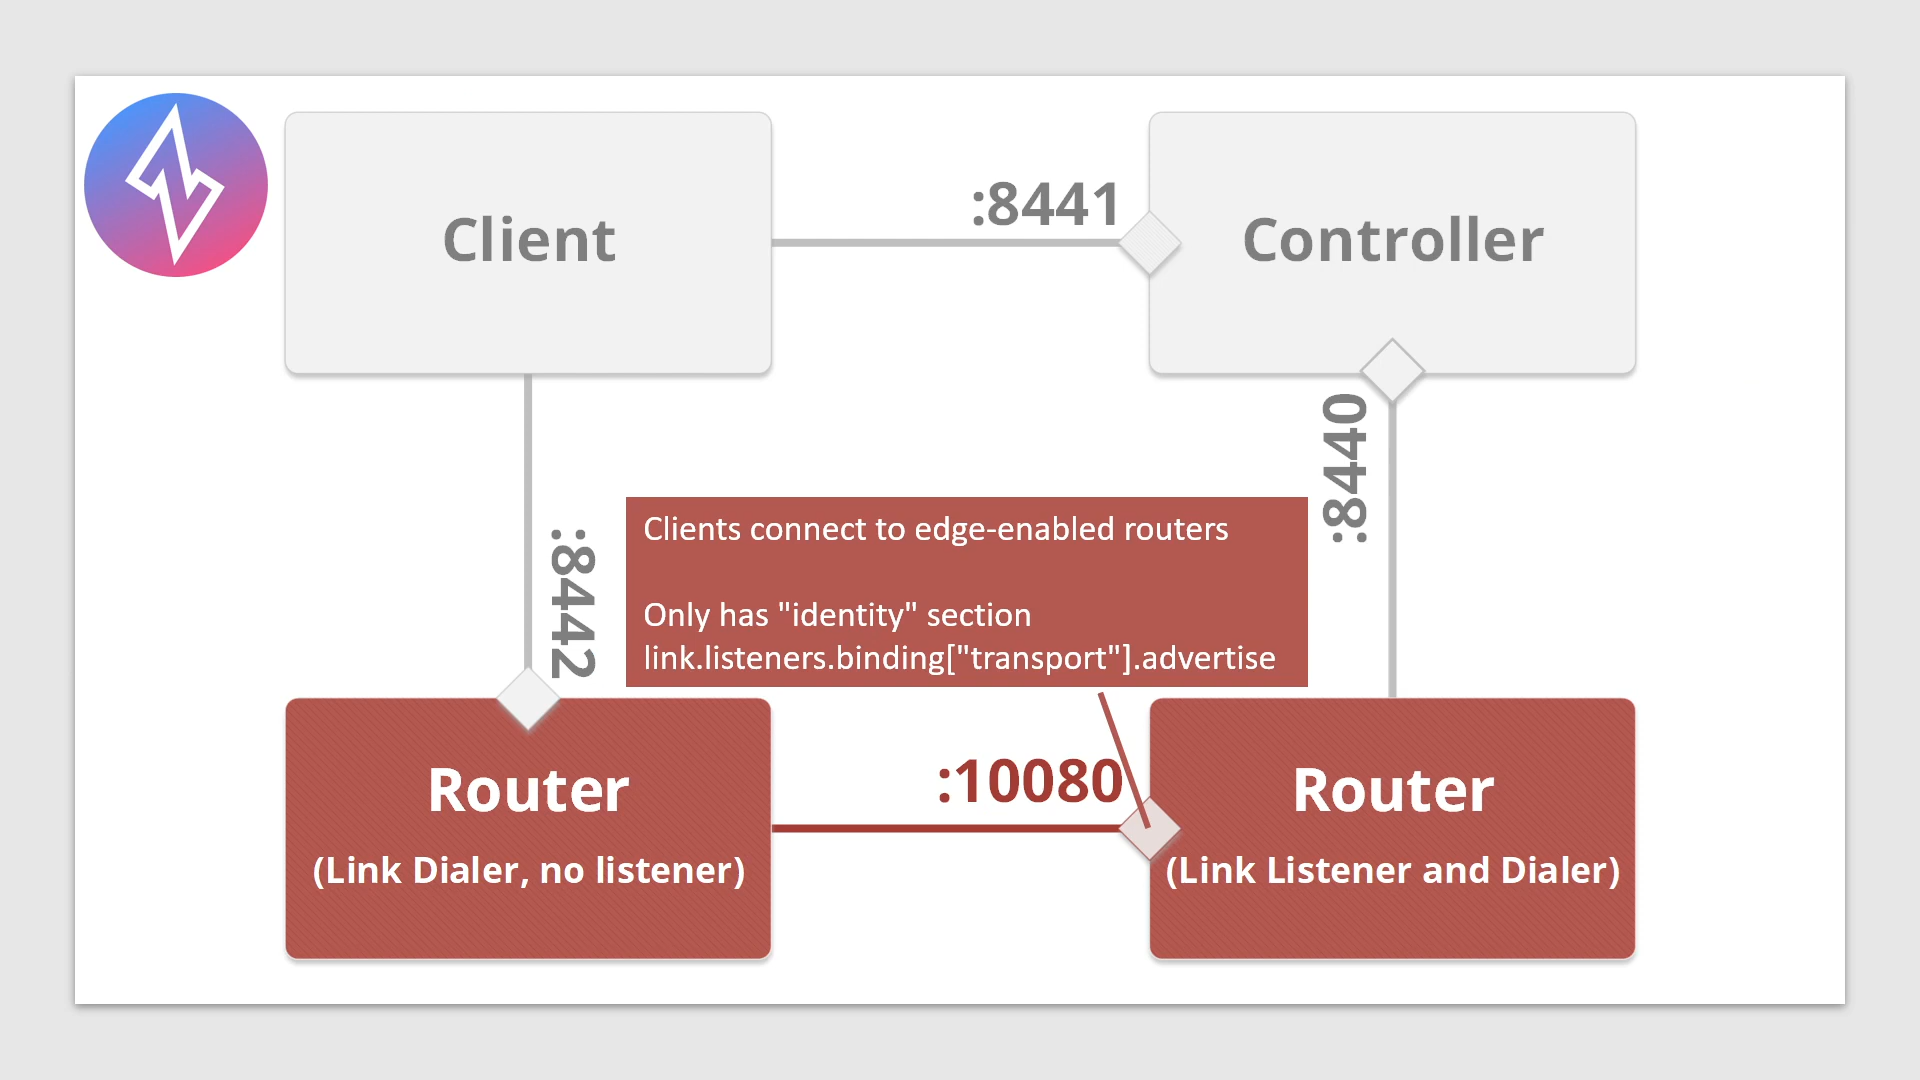 Client
:8441
Controller
:8440
:8442
Clients connect to edge-enabled routers
Only has "identity" section
link.listeners.binding["transport"].advertise
Router
(Link Dialer, no listener)
:10080
Router
(Link Listener and Dialer)